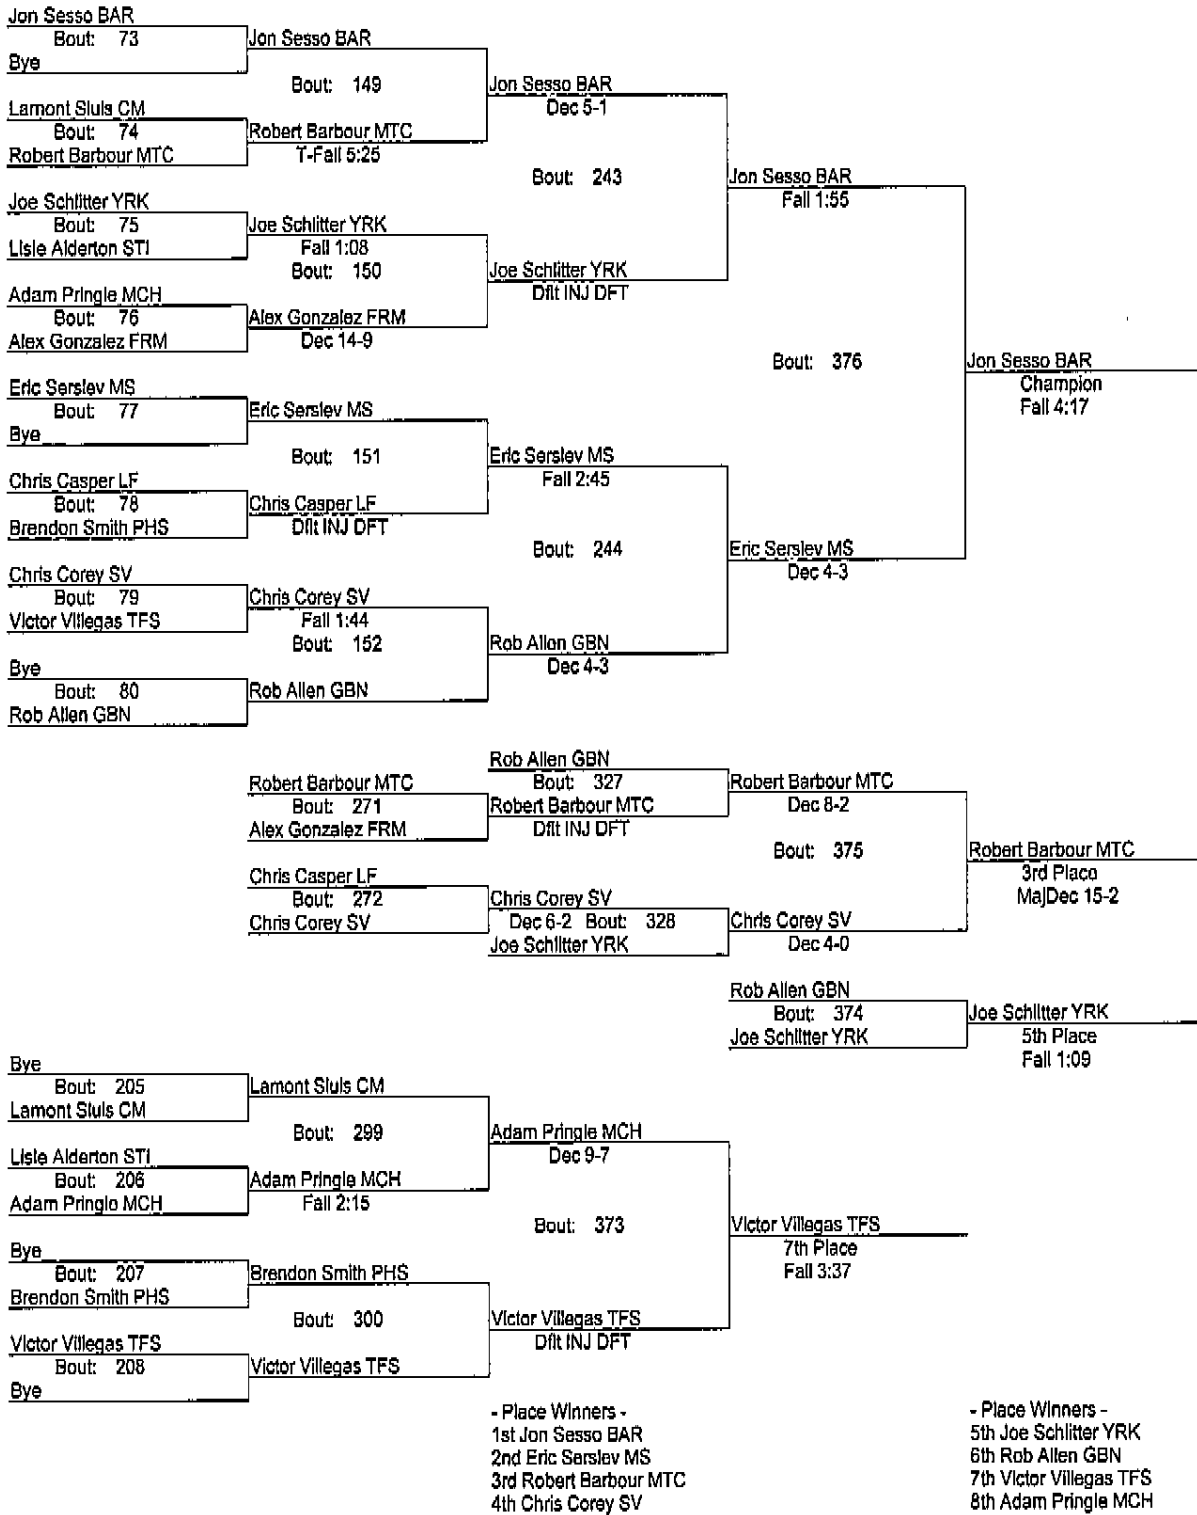 Jon Sesso BAR
Bout: 73
Bye
Jon Sesso BAR
Bout: 149
Lamont Sluis CM
Bout: 74
Robert Barbour MTC
Robert Barbour MTC
T-Fall 5:25
Jon Sesso BAR
Dec 5-1
Bout: 243
Joe Schlitter YRK
Bout: 75
Lisle Alderton STI
Joe Schlitter YRK
Fall 1:08
Bout: 150
Adam Pringle MCH
Bout: 76
Alex Gonzalez FRM
Alex Gonzalez FRM
Dec 14-9
Joe Schlitter YRK
Dflt INJ DFT
Jon Sesso BAR
Fall 1:55
Bout: 376
Jon Sesso BAR
Champion
Fall 4:17
Eric Serslev MS
Bout: 77
Bye
Eric Serslev MS
Bout: 151
Chris Casper LF
Bout: 78
Brendon Smith PHS
Chris Casper LF
Dflt INJ DFT
Eric Serslev MS
Fall 2:45
Bout: 244
Chris Corey SV
Bout: 79
Victor Villegas TFS
Chris Corey SV
Fall 1:44
Bout: 152
Bye
Bout: 80
Rob Allen GBN
Rob Allen GBN
Rob Allen GBN
Dec 4-3
Eric Serslev MS
Dec 4-3
Robert Barbour MTC
Bout: 271
Alex Gonzalez FRM
Rob Allen GBN
Bout: 327
Robert Barbour MTC
Dflt INJ DFT
Robert Barbour MTC
Dec 8-2
Bout: 375
Chris Casper LF
Bout: 272
Chris Corey SV
Chris Corey SV
Dec 6-2 Bout: 328
Joe Schlitter YRK
Chris Corey SV
Dec 4-0
Robert Barbour MTC
3rd Place
MajDec 15-2
Rob Allen GBN
Bout: 374
Joe Schlitter YRK
Joe Schlitter YRK
5th Place
Fall 1:09
Bye
Bout: 205
Lamont Sluis CM
Lamont Sluis CM
Bout: 299
Lisle Alderton STI
Bout: 206
Adam Pringle MCH
Adam Pringle MCH
Fall 2:15
Adam Pringle MCH
Dec 9-7
Bout: 373
Bye
Bout: 207
Brendon Smith PHS
Brendon Smith PHS
Bout: 300
Victor Villegas TFS
Bout: 208
Bye
Victor Villegas TFS
Victor Villegas TFS
Dflt INJ DFT
Victor Villegas TFS
7th Place
Fall 3:37
- Place Winners -
1st Jon Sesso BAR
2nd Eric Serslev MS
3rd Robert Barbour MTC
4th Chris Corey SV
- Place Winners -
5th Joe Schlitter YRK
6th Rob Allen GBN
7th Victor Villegas TFS
8th Adam Pringle MCH